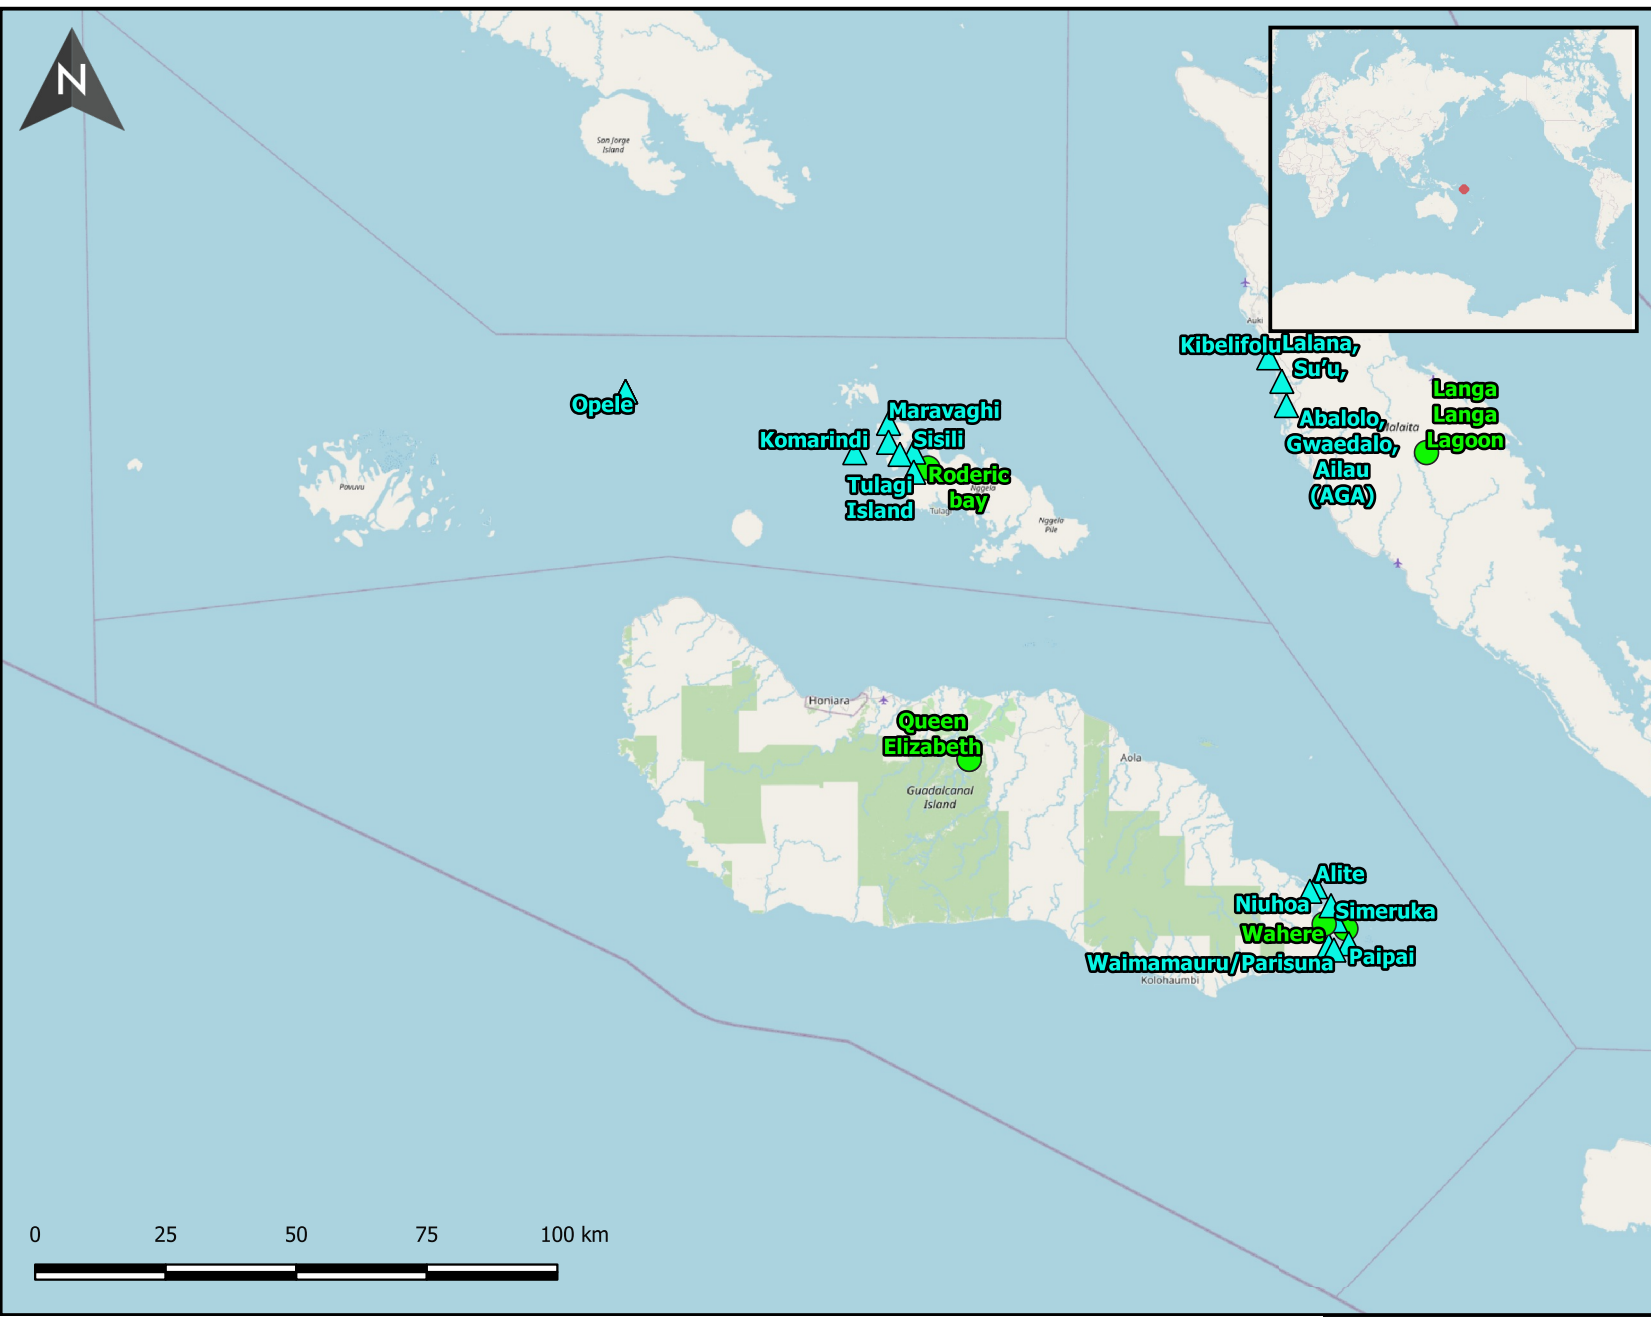 N
San Jorge
Island
Auki
Kibelifolu
Lalana,
Su'u,
Langa
Langa
Lagoon
Opele
Maravaghi
Komarindi
Sisili
Abalolo,
Gwaedalo,
Ailau
(AGA)
Malaita
Roderic
bay
Tulagi
Island
Pavuvu
Nggela
Tulagi
Nggela
Pile
Honiara
Queen
Elizabeth
Aola
Guadalcanal
Island
Alite
Niuhoa
Simeruka
Wahere
Paipai
Waimamauru/Parisuna
Kolohaumbi
0 25 50 75 100 km